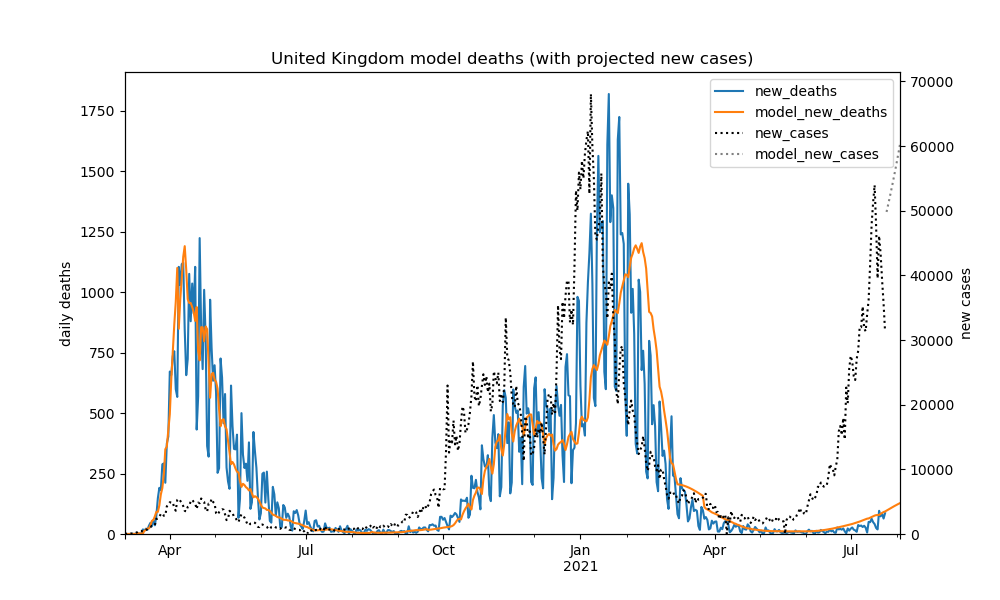 United Kingdom model deaths (with projected new cases)
new_deaths
model_new_deaths
new_cases
model_new_cases
daily deaths
1750
1500
1250
1000
750
500
250
0
70000
60000
50000
40000
30000
20000
10000
0
new cases
Apr
Jul
Oct
Jan
2021
Apr
Jul